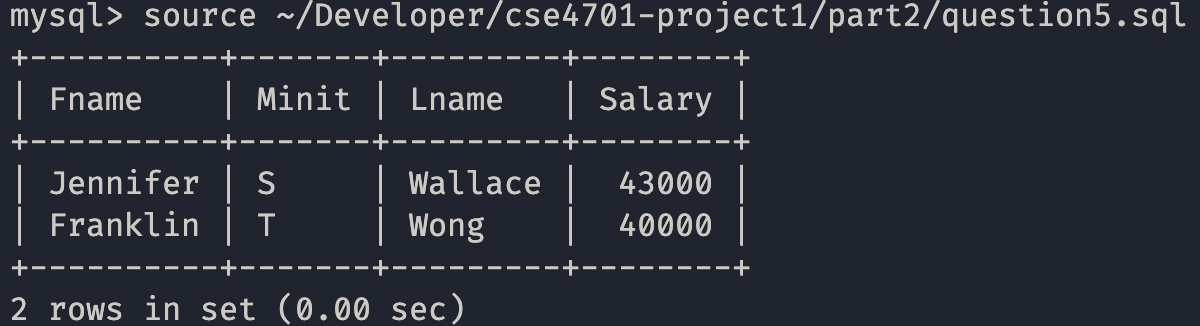 mysql> source ~/Developer/cse4701-project1/part2/question5.sql
+----------+-------+---------+--------+
| Fname    | Minit | Lname   | Salary |
+----------+-------+---------+--------+
| Jennifer | S     | Wallace |  43000 |
| Franklin | T     | Wong    |  40000 |
+----------+-------+---------+--------+
2 rows in set (0.00 sec)